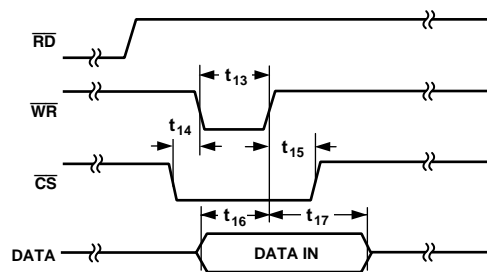 RD
t13
WR
t14
t15
CS
t16
t17
DATA
DATA IN